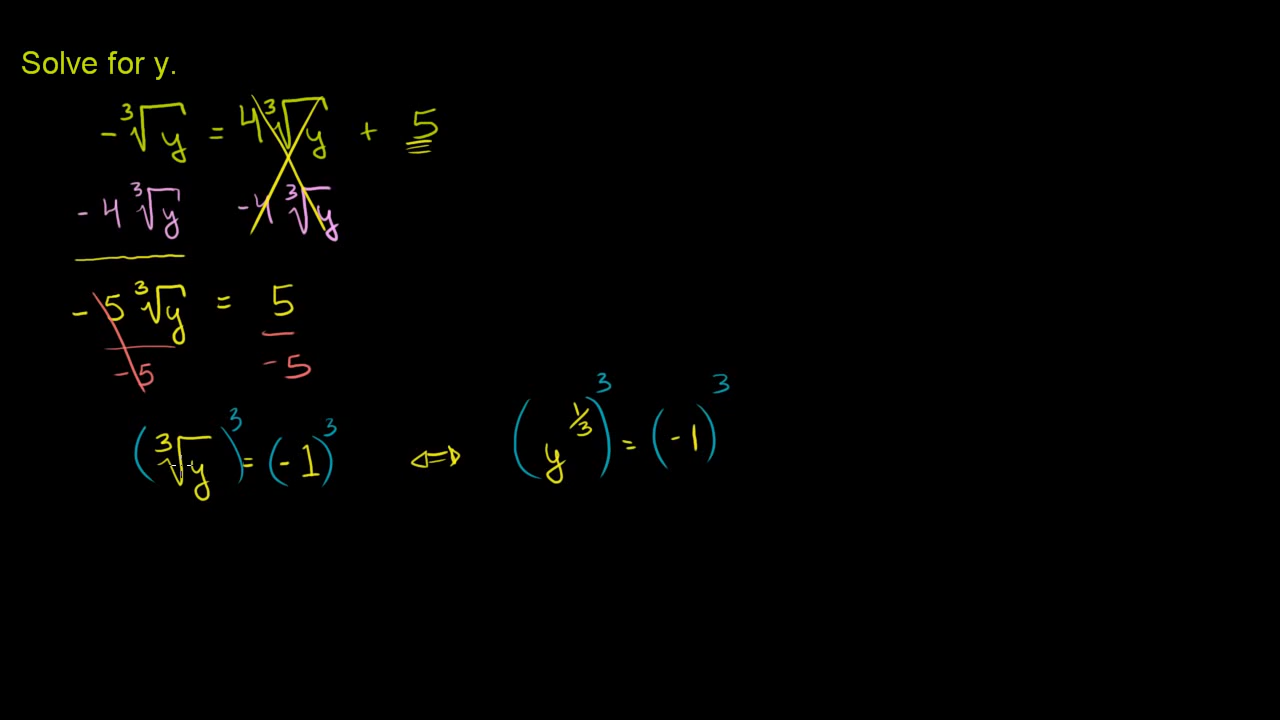 Solve for y.
-∛y = 4∛y + 5
-4∛y -4∛y
-5∛y = 5
-5 -5
(∛y)³ = (-1)³ ⇔ (y^1/3)³ = (-1)³